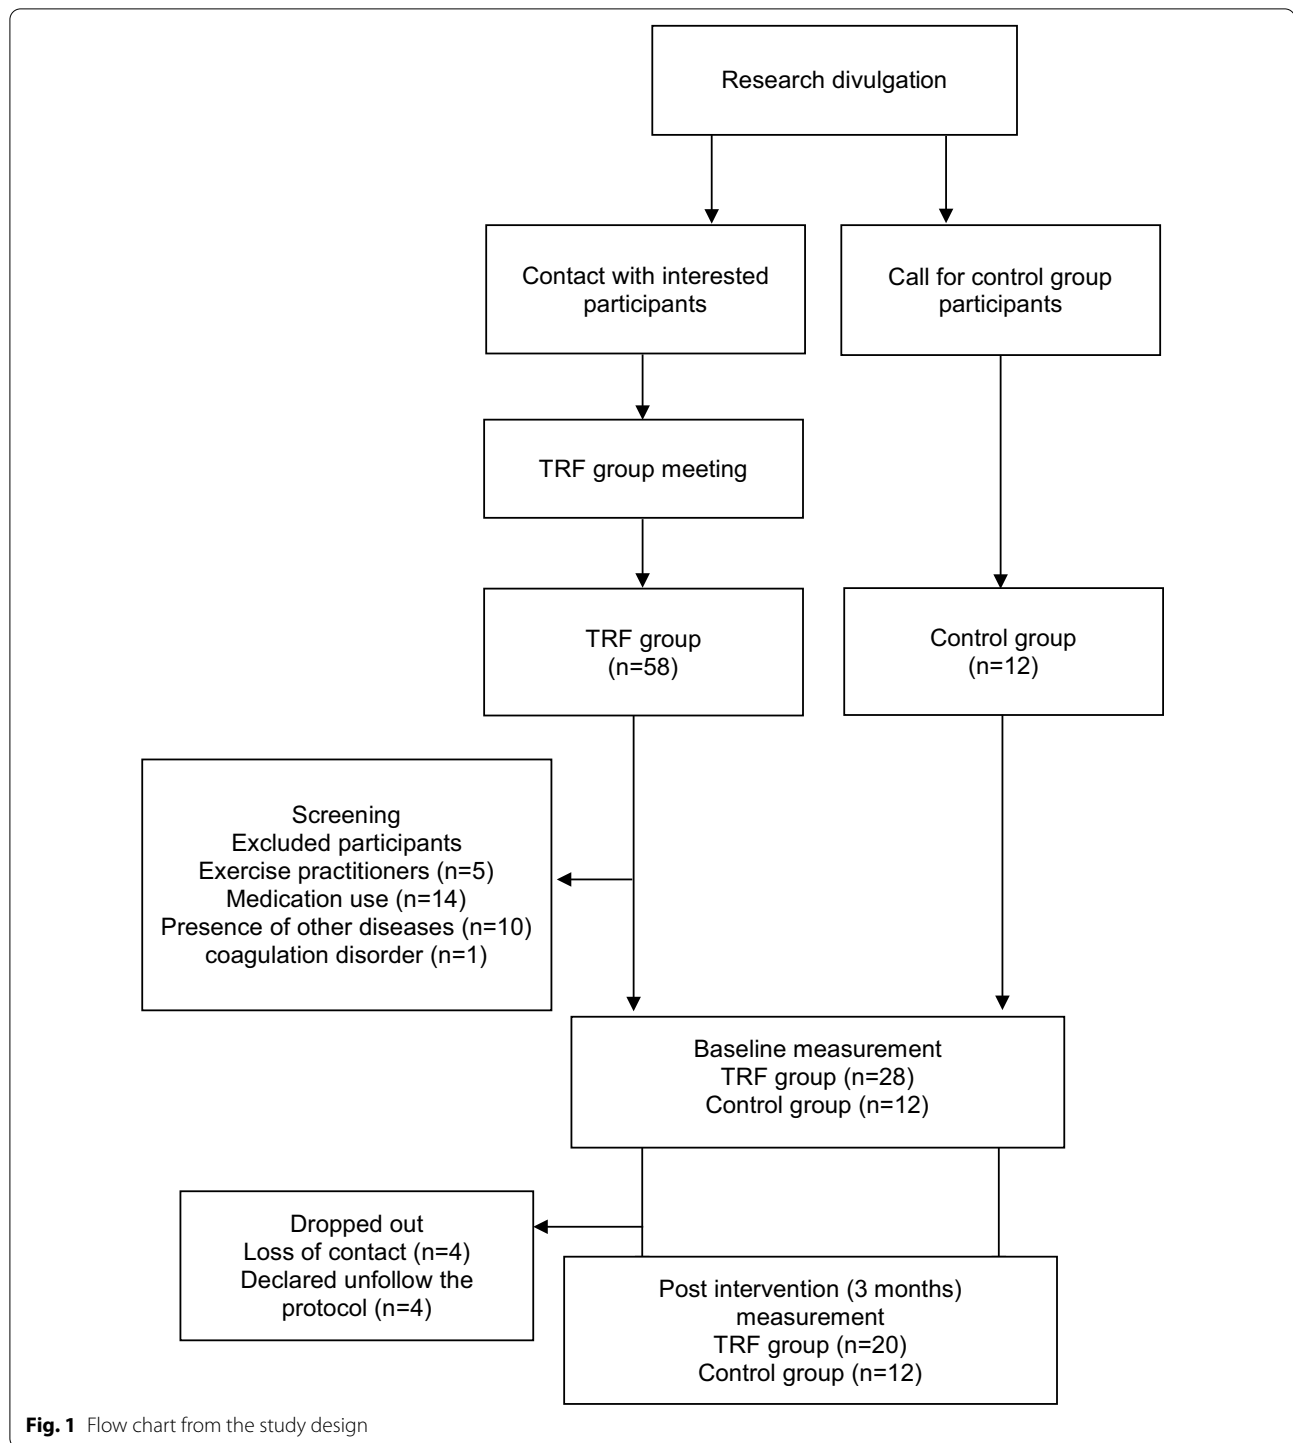 Research divulgation
Contact with interested
participants
Call for control group
participants
TRF group meeting
TRF group
(n=58)
Control group
(n=12)
Screening
Excluded participants
Exercise practitioners (n=5)
Medication use (n=14)
Presence of other diseases (n=10)
coagulation disorder (n=1)
Baseline measurement
TRF group (n=28)
Control group (n=12)
Dropped out
Loss of contact (n=4)
Declared unfollow the
protocol (n=4)
Post intervention (3 months)
measurement
TRF group (n=20)
Control group (n=12)
Fig. 1 Flow chart from the study design